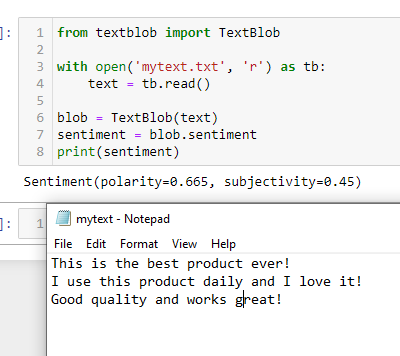 ]:
1 from textblob import TextBlob
2
3 with open('mytext.txt', 'r') as tb:
4     text = tb.read()
5
6 blob = TextBlob(text)
7 sentiment = blob.sentiment
8 print(sentiment)
Sentiment(polarity=0.665, subjectivity=0.45)
]: 1
mytext - Notepad
File Edit Format View Help
This is the best product ever!
I use this product daily and I love it!
Good quality and works great!